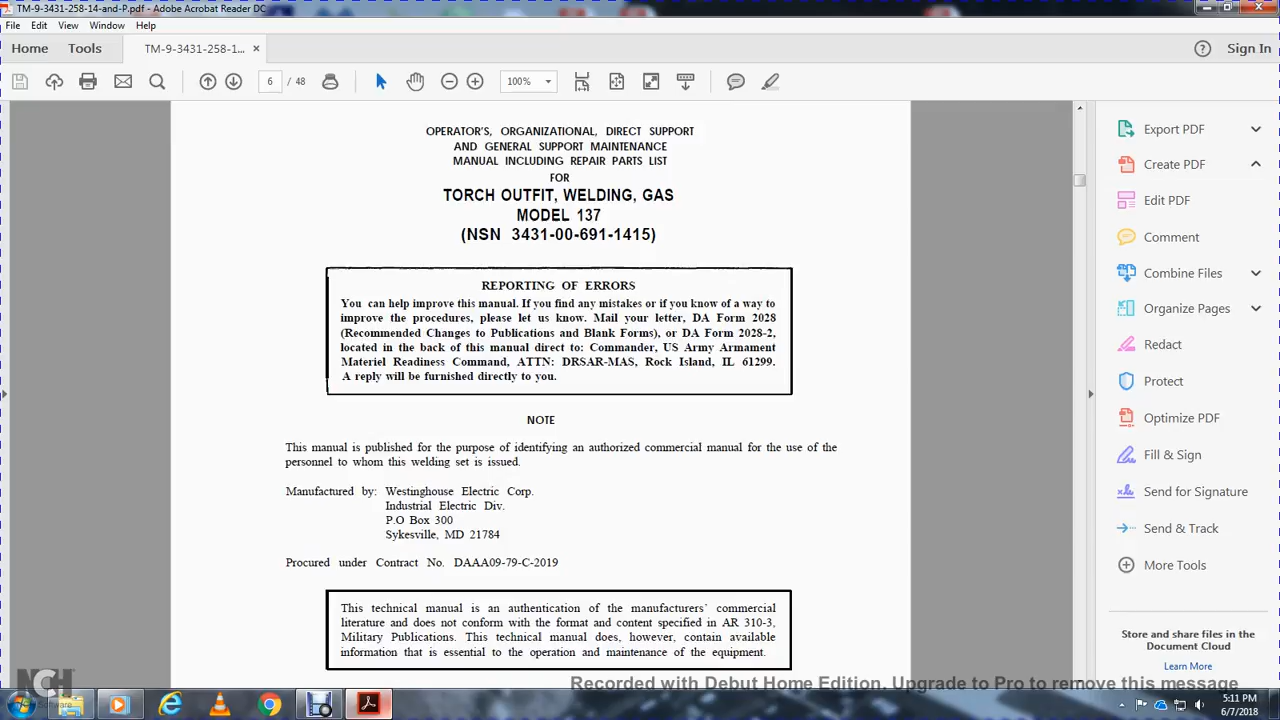 TM-9-3431-258-14-and-P.pdf - Adobe Acrobat Reader DC
File Edit View Window Help
Home Tools TM-9-3431-258-1... × Sign In
6 / 48 100%
OPERATOR'S, ORGANIZATIONAL, DIRECT SUPPORT
AND GENERAL SUPPORT MAINTENANCE
MANUAL INCLUDING REPAIR PARTS LIST
FOR
TORCH OUTFIT, WELDING, GAS
MODEL 137
(NSN 3431-00-691-1415)
REPORTING OF ERRORS
You can help improve this manual. If you find any mistakes or if you know of a way to
improve the procedures, please let us know. Mail your letter, DA Form 2028
(Recommended Changes to Publications and Blank Forms), or DA Form 2028-2,
located in the back of this manual direct to: Commander, US Army Armament
Materiel Readiness Command, ATTN: DRSAR-MAS, Rock Island, IL 61299.
A reply will be furnished directly to you.
NOTE
This manual is published for the purpose of identifying an authorized commercial manual for the use of the
personnel to whom this welding set is issued.
Manufactured by: Westinghouse Electric Corp.
Industrial Electric Div.
P.O Box 300
Sykesville, MD 21784
Procured under Contract No. DAAA09-79-C-2019
This technical manual is an authentication of the manufacturers' commercial
literature and does not conform with the format and content specified in AR 310-3,
Military Publications. This technical manual does, however, contain available
information that is essential to the operation and maintenance of the equipment.
Export PDF
Create PDF
Edit PDF
Comment
Combine Files
Organize Pages
Redact
Protect
Optimize PDF
Fill & Sign
Send for Signature
Send & Track
More Tools
Store and share files in the
Document Cloud
Learn More
NCH Software
Recorded with Debut Home Edition. Upgrade to Pro to remove this message
5:11 PM
6/7/2018